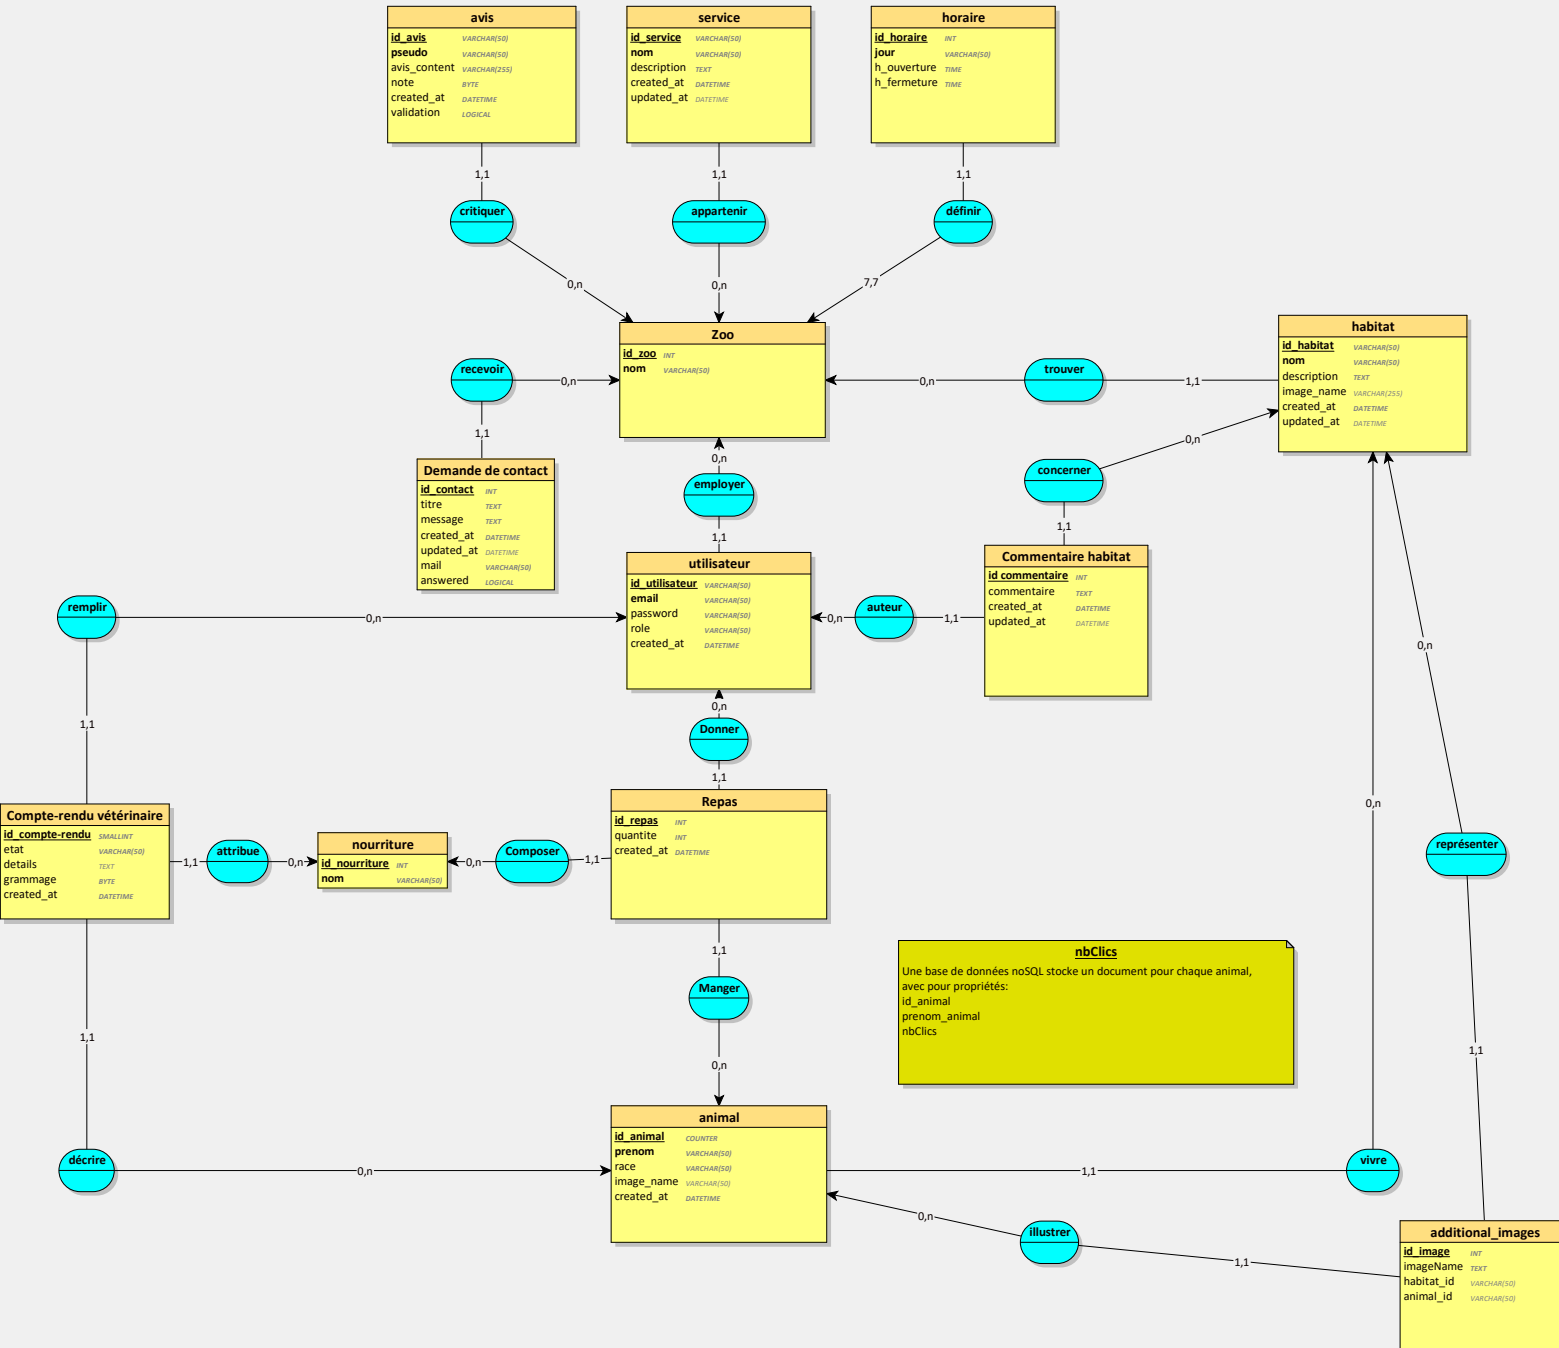 avis
id_avis VARCHAR(50)
pseudo VARCHAR(50)
avis_content VARCHAR(255)
note BYTE
created_at DATETIME
validation LOGICAL
service
id_service VARCHAR(50)
nom VARCHAR(50)
description TEXT
created_at DATETIME
updated_at DATETIME
horaire
id_horaire INT
jour VARCHAR(50)
h_ouverture TIME
h_fermeture TIME
1,1
1,1
1,1
critiquer
appartenir
définir
0,n
0,n
7,7
Zoo
id_zoo INT
nom VARCHAR(50)
habitat
id_habitat VARCHAR(50)
nom VARCHAR(50)
description TEXT
image_name VARCHAR(255)
created_at DATETIME
updated_at DATETIME
recevoir
0,n
0,n
trouver
1,1
1,1
0,n
0,n
Demande de contact
id_contact INT
titre TEXT
message TEXT
created_at DATETIME
updated_at DATETIME
mail VARCHAR(50)
answered LOGICAL
employer
concerner
1,1
1,1
utilisateur
id_utilisateur VARCHAR(50)
email VARCHAR(50)
password VARCHAR(50)
role VARCHAR(50)
created_at DATETIME
Commentaire habitat
id commentaire INT
commentaire TEXT
created_at DATETIME
updated_at DATETIME
remplir
0,n
0,n
auteur
1,1
0,n
1,1
0,n
Donner
1,1
Compte-rendu vétérinaire
id_compte-rendu SMALLINT
etat VARCHAR(50)
details TEXT
grammage BYTE
created_at DATETIME
1,1
attribue
0,n
nourriture
id_nourriture INT
nom VARCHAR(50)
0,n
Composer
1,1
Repas
id_repas INT
quantite INT
created_at DATETIME
0,n
représenter
1,1
Manger
nbClics
Une base de données noSQL stocke un document pour chaque animal,
avec pour propriétés:
id_animal
prenom_animal
nbClics
1,1
0,n
1,1
animal
id_animal COUNTER
prenom VARCHAR(50)
race VARCHAR(50)
image_name VARCHAR(50)
created_at DATETIME
décrire
0,n
1,1
vivre
0,n
illustrer
1,1
additional_images
id_image INT
imageName TEXT
habitat_id VARCHAR(50)
animal_id VARCHAR(50)